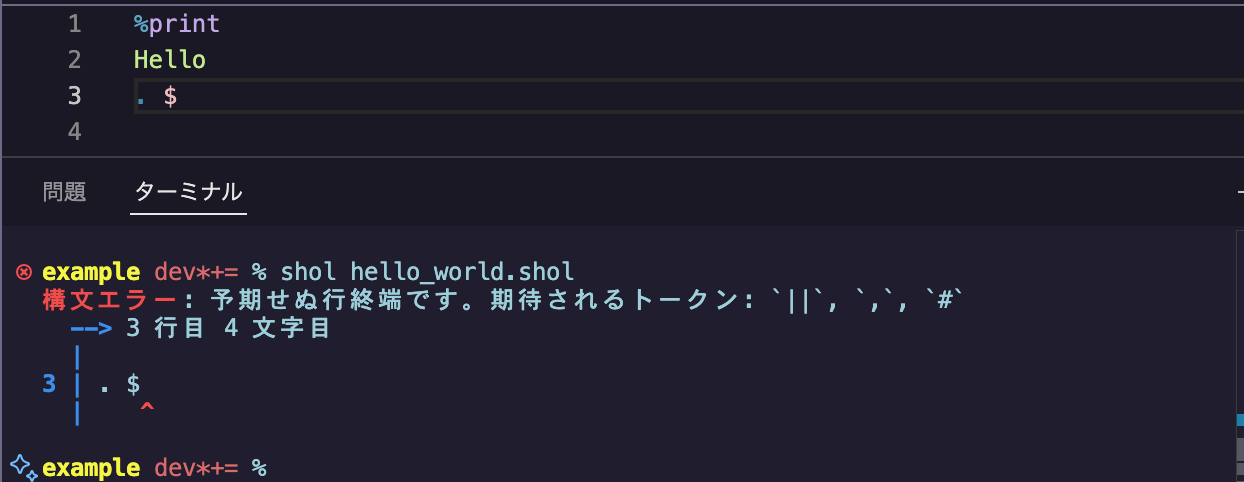 1 %print
2 Hello
3 . $
4
問題 ターミナル
example dev*+= % shol hello_world.shol
構文エラー: 予期せぬ行終端です。期待されるトークン: `||`, `,`, `#`
--> 3 行目 4 文字目
|
3 | . $
| ^
example dev*+= %